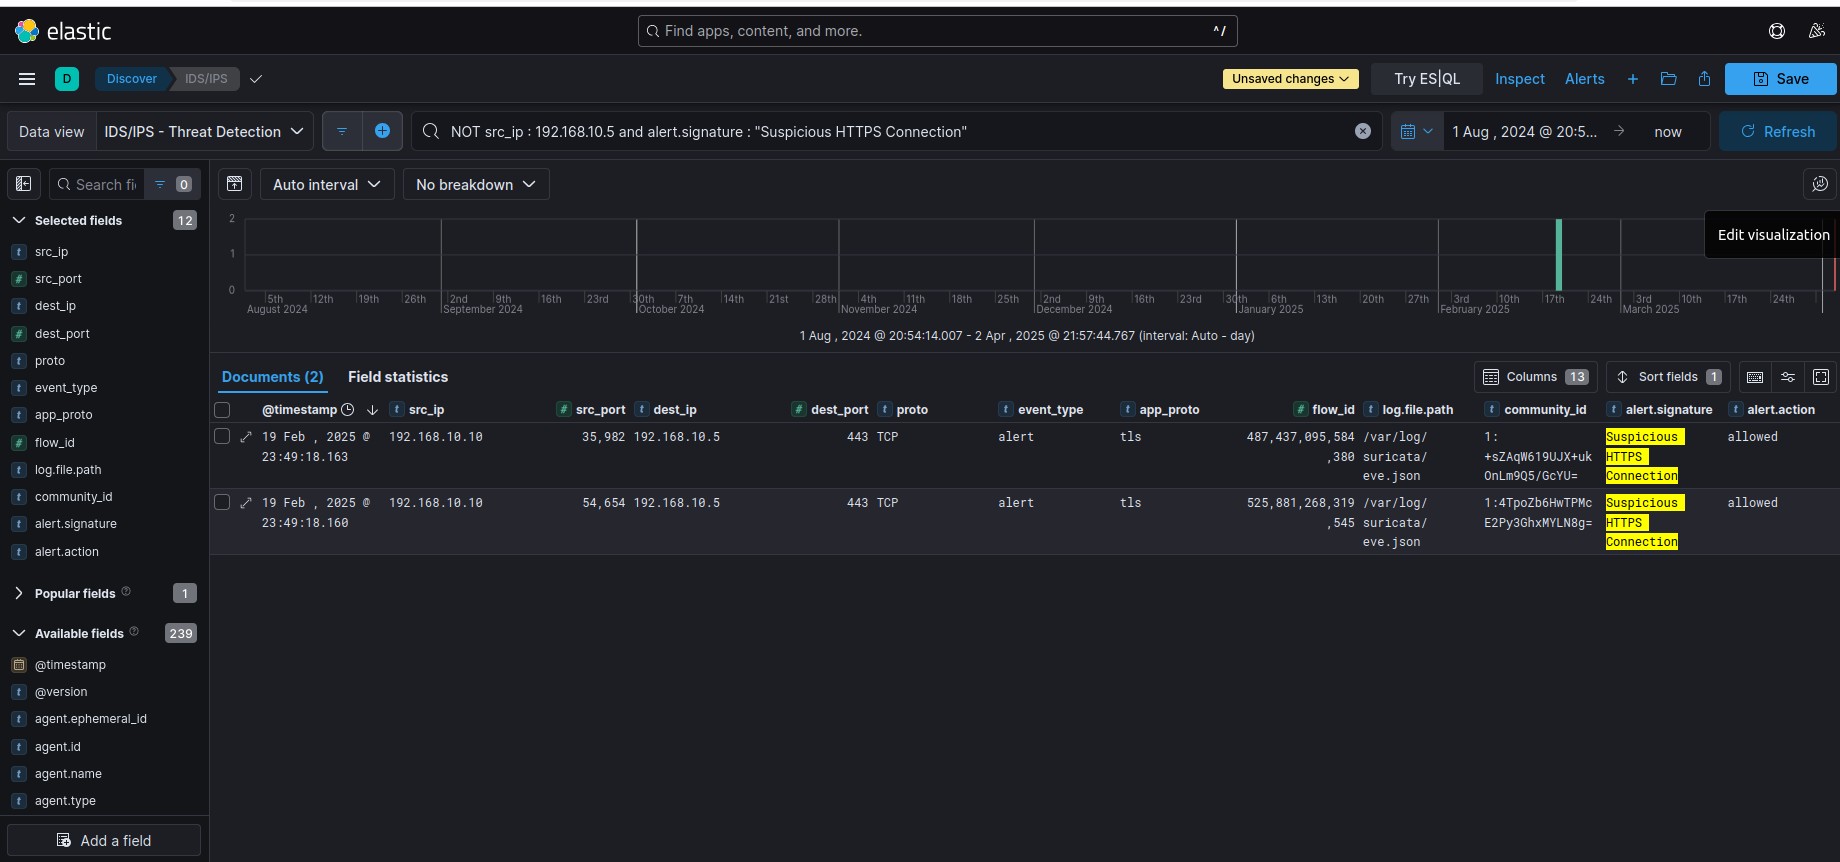 elastic
Find apps, content, and more.
^/
D
Discover
IDS/IPS
Unsaved changes
Try ES|QL
Inspect
Alerts
Save
Data view
IDS/IPS - Threat Detection
NOT src_ip : 192.168.10.5 and alert.signature : "Suspicious HTTPS Connection"
1 Aug , 2024 @ 20:5...
now
Refresh
Search fi
0
Auto interval
No breakdown
Selected fields
12
src_ip
src_port
dest_ip
dest_port
proto
event_type
app_proto
flow_id
log.file.path
community_id
alert.signature
alert.action
Popular fields
1
Available fields
239
@timestamp
@version
agent.ephemeral_id
agent.id
agent.name
agent.type
Add a field
2
1
0
Edit visualization
5th 12th 19th 26th 2nd 9th 16th 23rd 30th 7th 14th 21st 28th 4th 11th 18th 25th 2nd 9th 16th 23rd 30th 6th 13th 20th 27th 3rd 10th 17th 24th 3rd 10th 17th 24th
August 2024 September 2024 October 2024 November 2024 December 2024 January 2025 February 2025 March 2025
1 Aug , 2024 @ 20:54:14.007 - 2 Apr , 2025 @ 21:57:44.767 (interval: Auto - day)
Documents (2)
Field statistics
Columns 13
Sort fields 1
@timestamp src_ip src_port dest_ip dest_port proto event_type app_proto flow_id log.file.path community_id alert.signature alert.action
19 Feb , 2025 @ 192.168.10.10 35,982 192.168.10.5 443 TCP alert tls 487,437,095,584 /var/log/ 1: Suspicious allowed
23:49:18.163 ,380 suricata/ +sZAqW619UJX+uk HTTPS
eve.json OnLm9Q5/GcYU= Connection
19 Feb , 2025 @ 192.168.10.10 54,654 192.168.10.5 443 TCP alert tls 525,881,268,319 /var/log/ 1:4TpoZb6HwTPMc Suspicious allowed
23:49:18.160 ,545 suricata/ E2Py3GhxMYLN8g= HTTPS
eve.json Connection